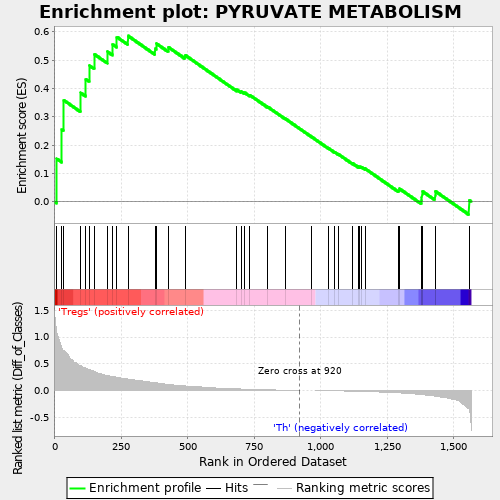 Enrichment plot: PYRUVATE METABOLISM
Enrichment score (ES)
0.6
0.5
0.4
0.3
0.2
0.1
0.0
Ranked list metric (Diff_of_Classes)
1.5
1.0
0.5
0.0
-0.5
'Tregs' (positively correlated)
Zero cross at 920
'Th' (negatively correlated)
0
250
500
750
1,000
1,250
1,500
Rank in Ordered Dataset
Enrichment profile
Hits
Ranking metric scores